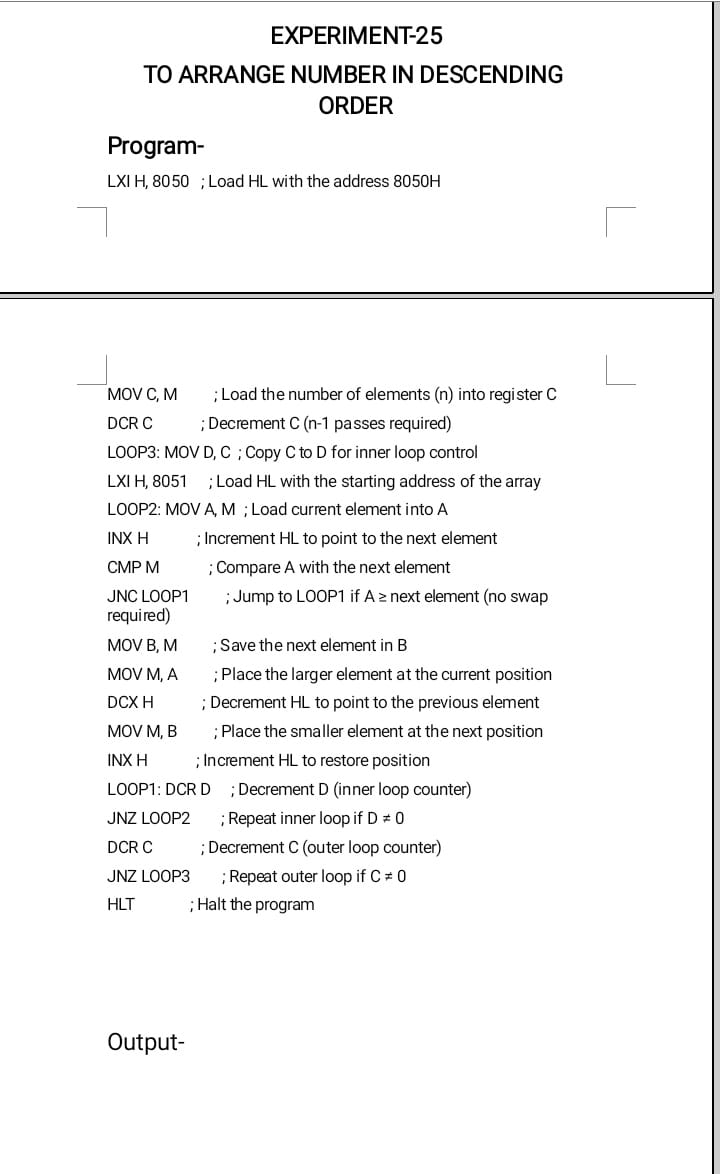 EXPERIMENT-25
TO ARRANGE NUMBER IN DESCENDING
ORDER
Program-
LXI H, 8050 ; Load HL with the address 8050H
MOV C, M ; Load the number of elements (n) into register C
DCR C ; Decrement C (n-1 passes required)
LOOP3: MOV D, C ; Copy C to D for inner loop control
LXI H, 8051 ; Load HL with the starting address of the array
LOOP2: MOV A, M ; Load current element into A
INX H ; Increment HL to point to the next element
CMP M ; Compare A with the next element
JNC LOOP1 ; Jump to LOOP1 if A ≥ next element (no swap
required)
MOV B, M ; Save the next element in B
MOV M, A ; Place the larger element at the current position
DCX H ; Decrement HL to point to the previous element
MOV M, B ; Place the smaller element at the next position
INX H ; Increment HL to restore position
LOOP1: DCR D ; Decrement D (inner loop counter)
JNZ LOOP2 ; Repeat inner loop if D ≠ 0
DCR C ; Decrement C (outer loop counter)
JNZ LOOP3 ; Repeat outer loop if C ≠ 0
HLT ; Halt the program
Output-